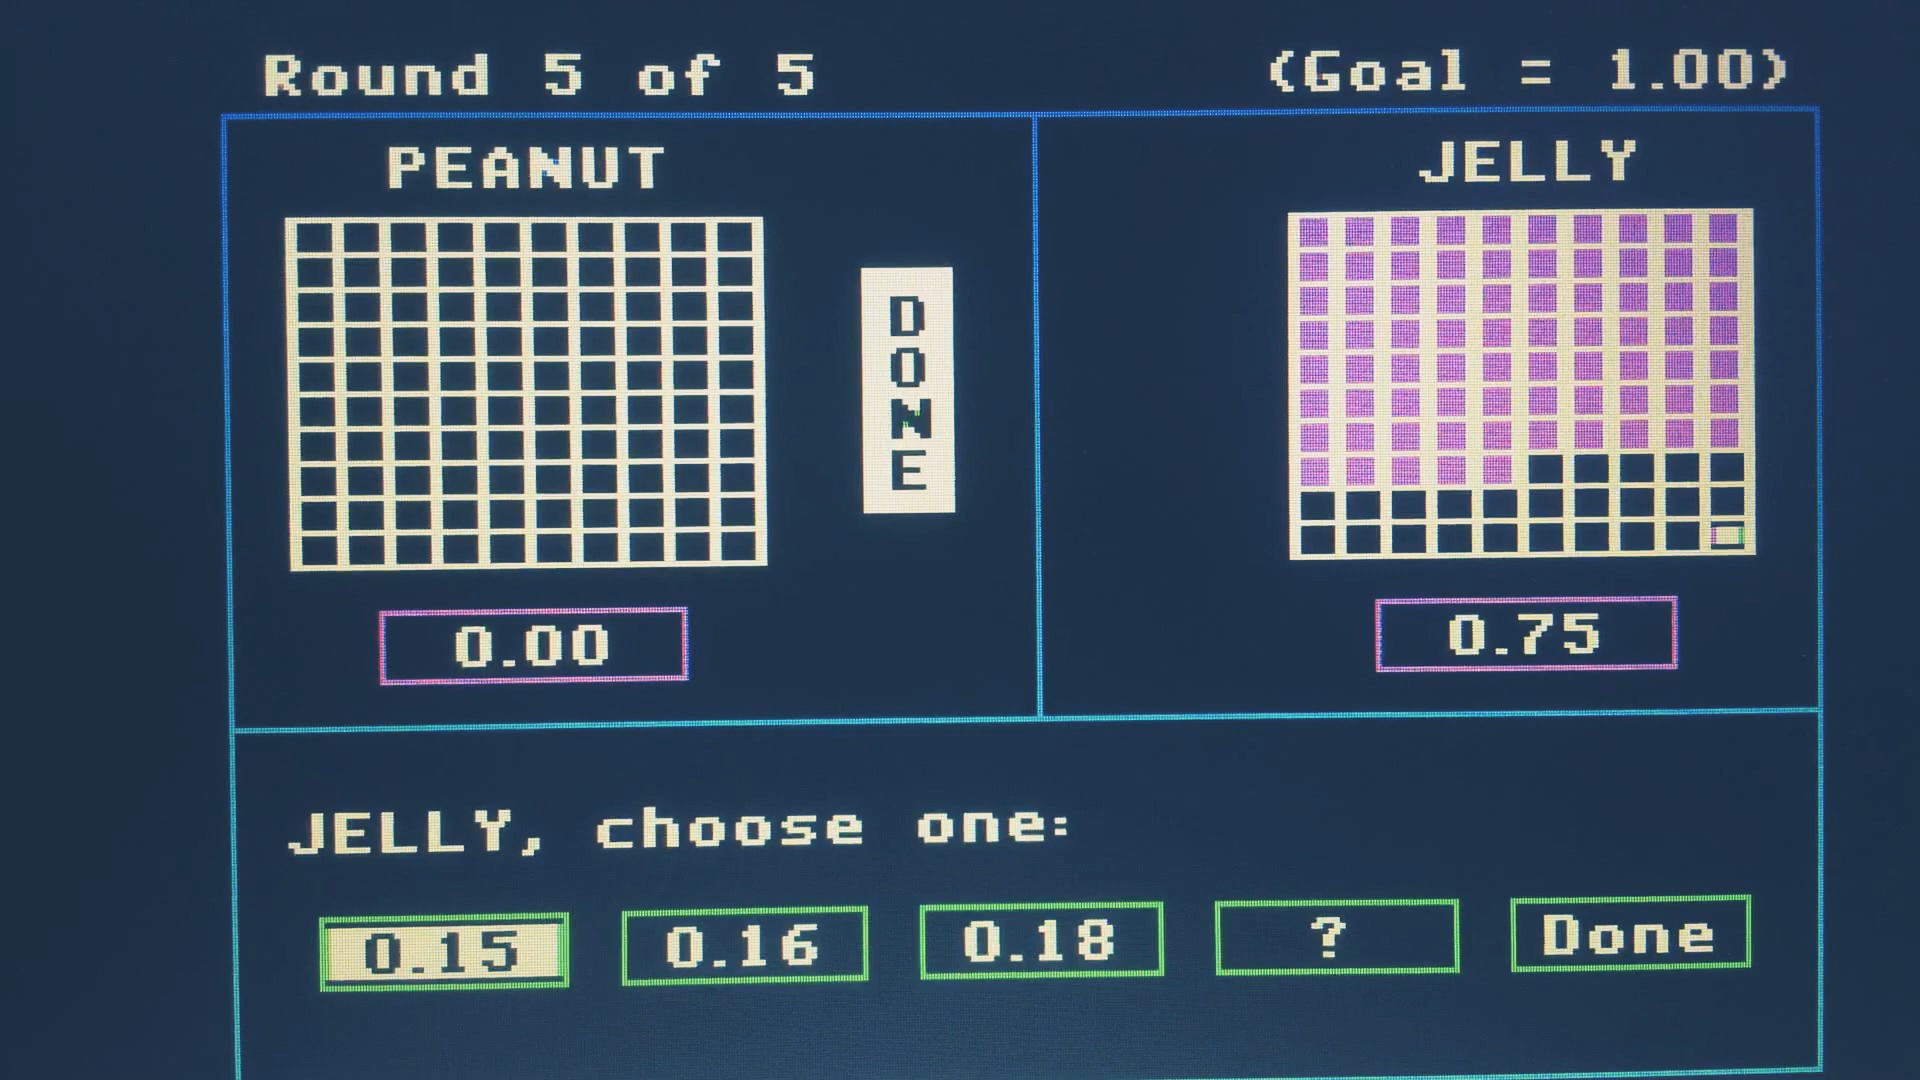 Round 5 of 5 (Goal = 1.00)
PEANUT JELLY
DONE
0.00 0.75
JELLY, choose one:
0.15 0.16 0.18 ? Done